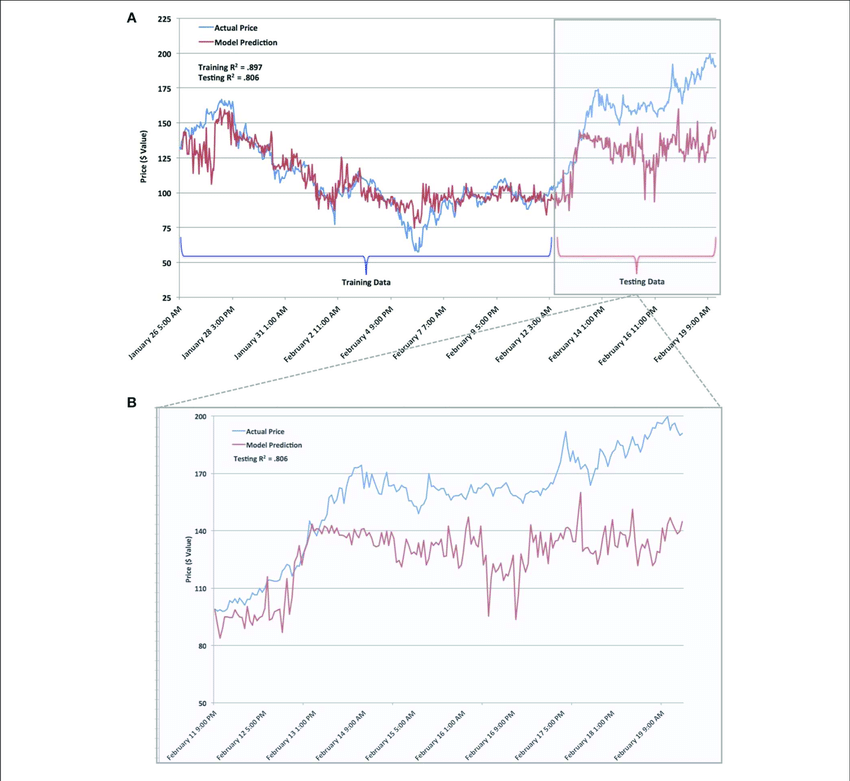 A
225
200
175
150
125
100
75
50
25
Price ($ Value)
Actual Price
Model Prediction
Training R² = .897
Testing R² = .806
Training Data
Testing Data
January 26 5:00 AM
January 28 3:00 PM
January 31 1:00 AM
February 2 11:00 AM
February 4 9:00 PM
February 7 7:00 AM
February 9 5:00 PM
February 12 3:00 AM
February 14 1:00 PM
February 16 11:00 PM
February 19 9:00 AM
B
200
170
140
110
80
50
Price ($ Value)
Actual Price
Model Prediction
Testing R² = .806
February 11 9:00 PM
February 12 5:00 PM
February 13 1:00 PM
February 14 9:00 AM
February 15 5:00 AM
February 16 1:00 AM
February 16 9:00 PM
February 17 5:00 PM
February 18 1:00 PM
February 19 9:00 AM